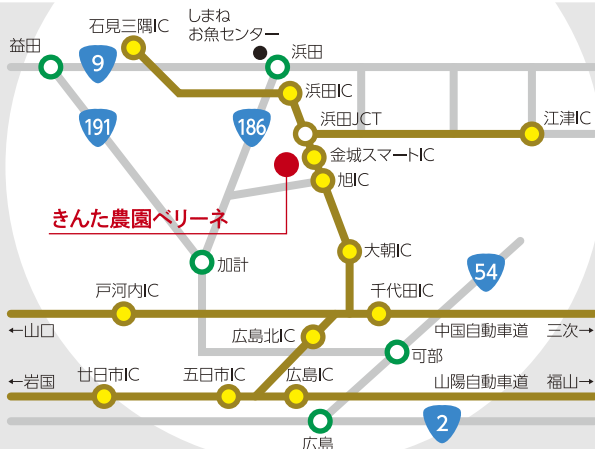 石見三隅IC
しまね
お魚センター
益田
9
浜田
浜田IC
191
186
浜田JCT
江津IC
金城スマートIC
旭IC
きんた農園ベリーネ
大朝IC
加計
54
戸河内IC
千代田IC
←山口
広島北IC
中国自動車道
三次→
可部
←岩国
廿日市IC
五日市IC
広島IC
山陽自動車道
福山→
2
広島